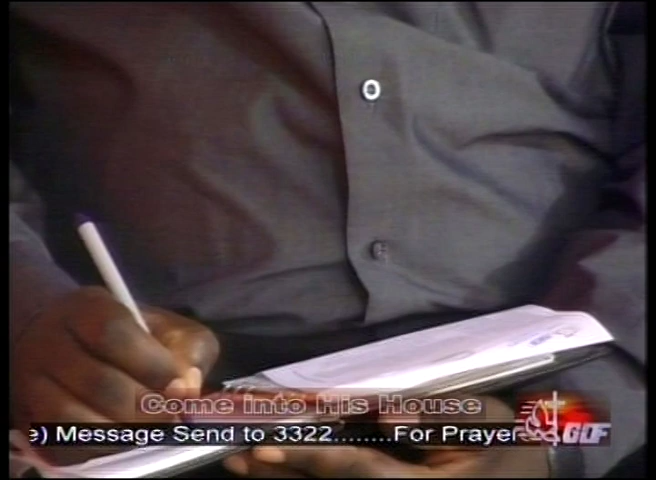 Come Into His House
e) Message Send to 3322........For Prayer
GOF